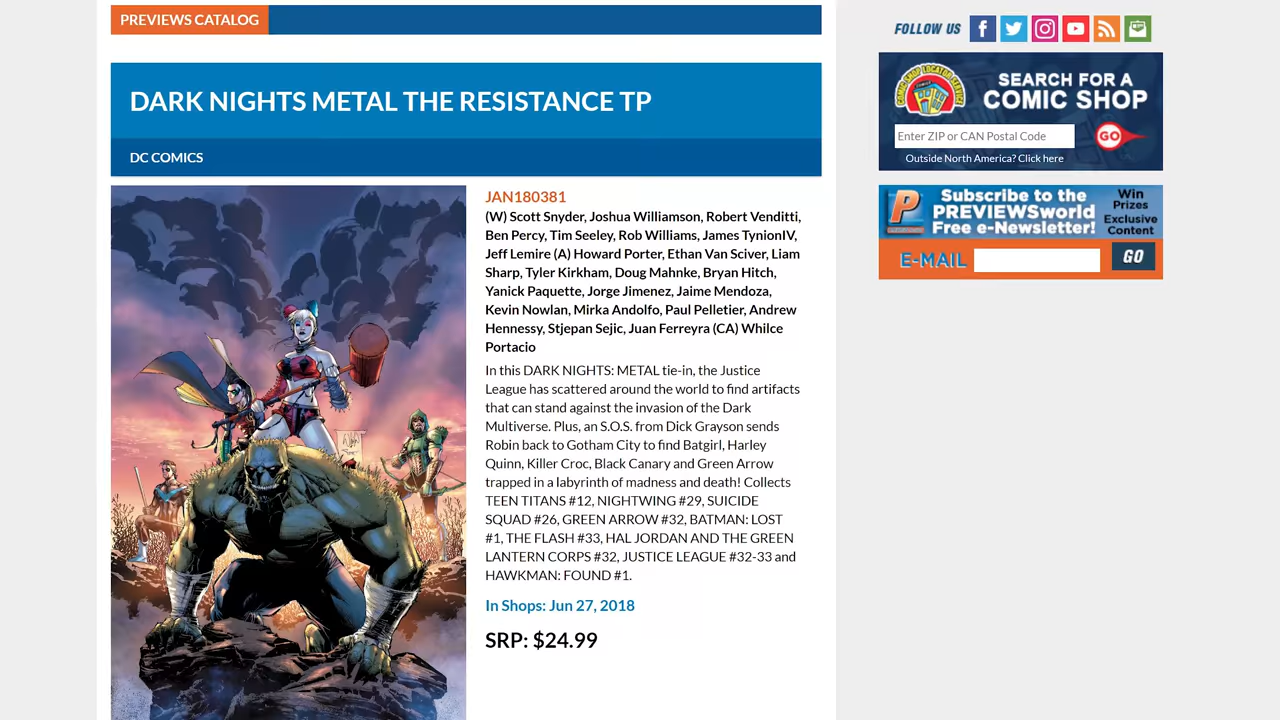 PREVIEWS CATALOG
DARK NIGHTS METAL THE RESISTANCE TP
DC COMICS
JAN180381
(W) Scott Snyder, Joshua Williamson, Robert Venditti,
Ben Percy, Tim Seeley, Rob Williams, James TynionIV,
Jeff Lemire (A) Howard Porter, Ethan Van Sciver, Liam
Sharp, Tyler Kirkham, Doug Mahnke, Bryan Hitch,
Yanick Paquette, Jorge Jimenez, Jaime Mendoza,
Kevin Nowlan, Mirka Andolfo, Paul Pelletier, Andrew
Hennessy, Stjepan Sejic, Juan Ferreyra (CA) Whilce
Portacio
In this DARK NIGHTS: METAL tie-in, the Justice
League has scattered around the world to find artifacts
that can stand against the invasion of the Dark
Multiverse. Plus, an S.O.S. from Dick Grayson sends
Robin back to Gotham City to find Batgirl, Harley
Quinn, Killer Croc, Black Canary and Green Arrow
trapped in a labyrinth of madness and death! Collects
TEEN TITANS #12, NIGHTWING #29, SUICIDE
SQUAD #26, GREEN ARROW #32, BATMAN: LOST
#1, THE FLASH #33, HAL JORDAN AND THE GREEN
LANTERN CORPS #32, JUSTICE LEAGUE #32-33 and
HAWKMAN: FOUND #1.
In Shops: Jun 27, 2018
SRP: $24.99
FOLLOW US
COMIC SHOP LOCATOR SERVICE
SEARCH FOR A
COMIC SHOP
Enter ZIP or CAN Postal Code
GO
Outside North America? Click here
P
Subscribe to the
PREVIEWSworld
Free e-Newsletter!
Win
Prizes
Exclusive
Content
E-MAIL
GO